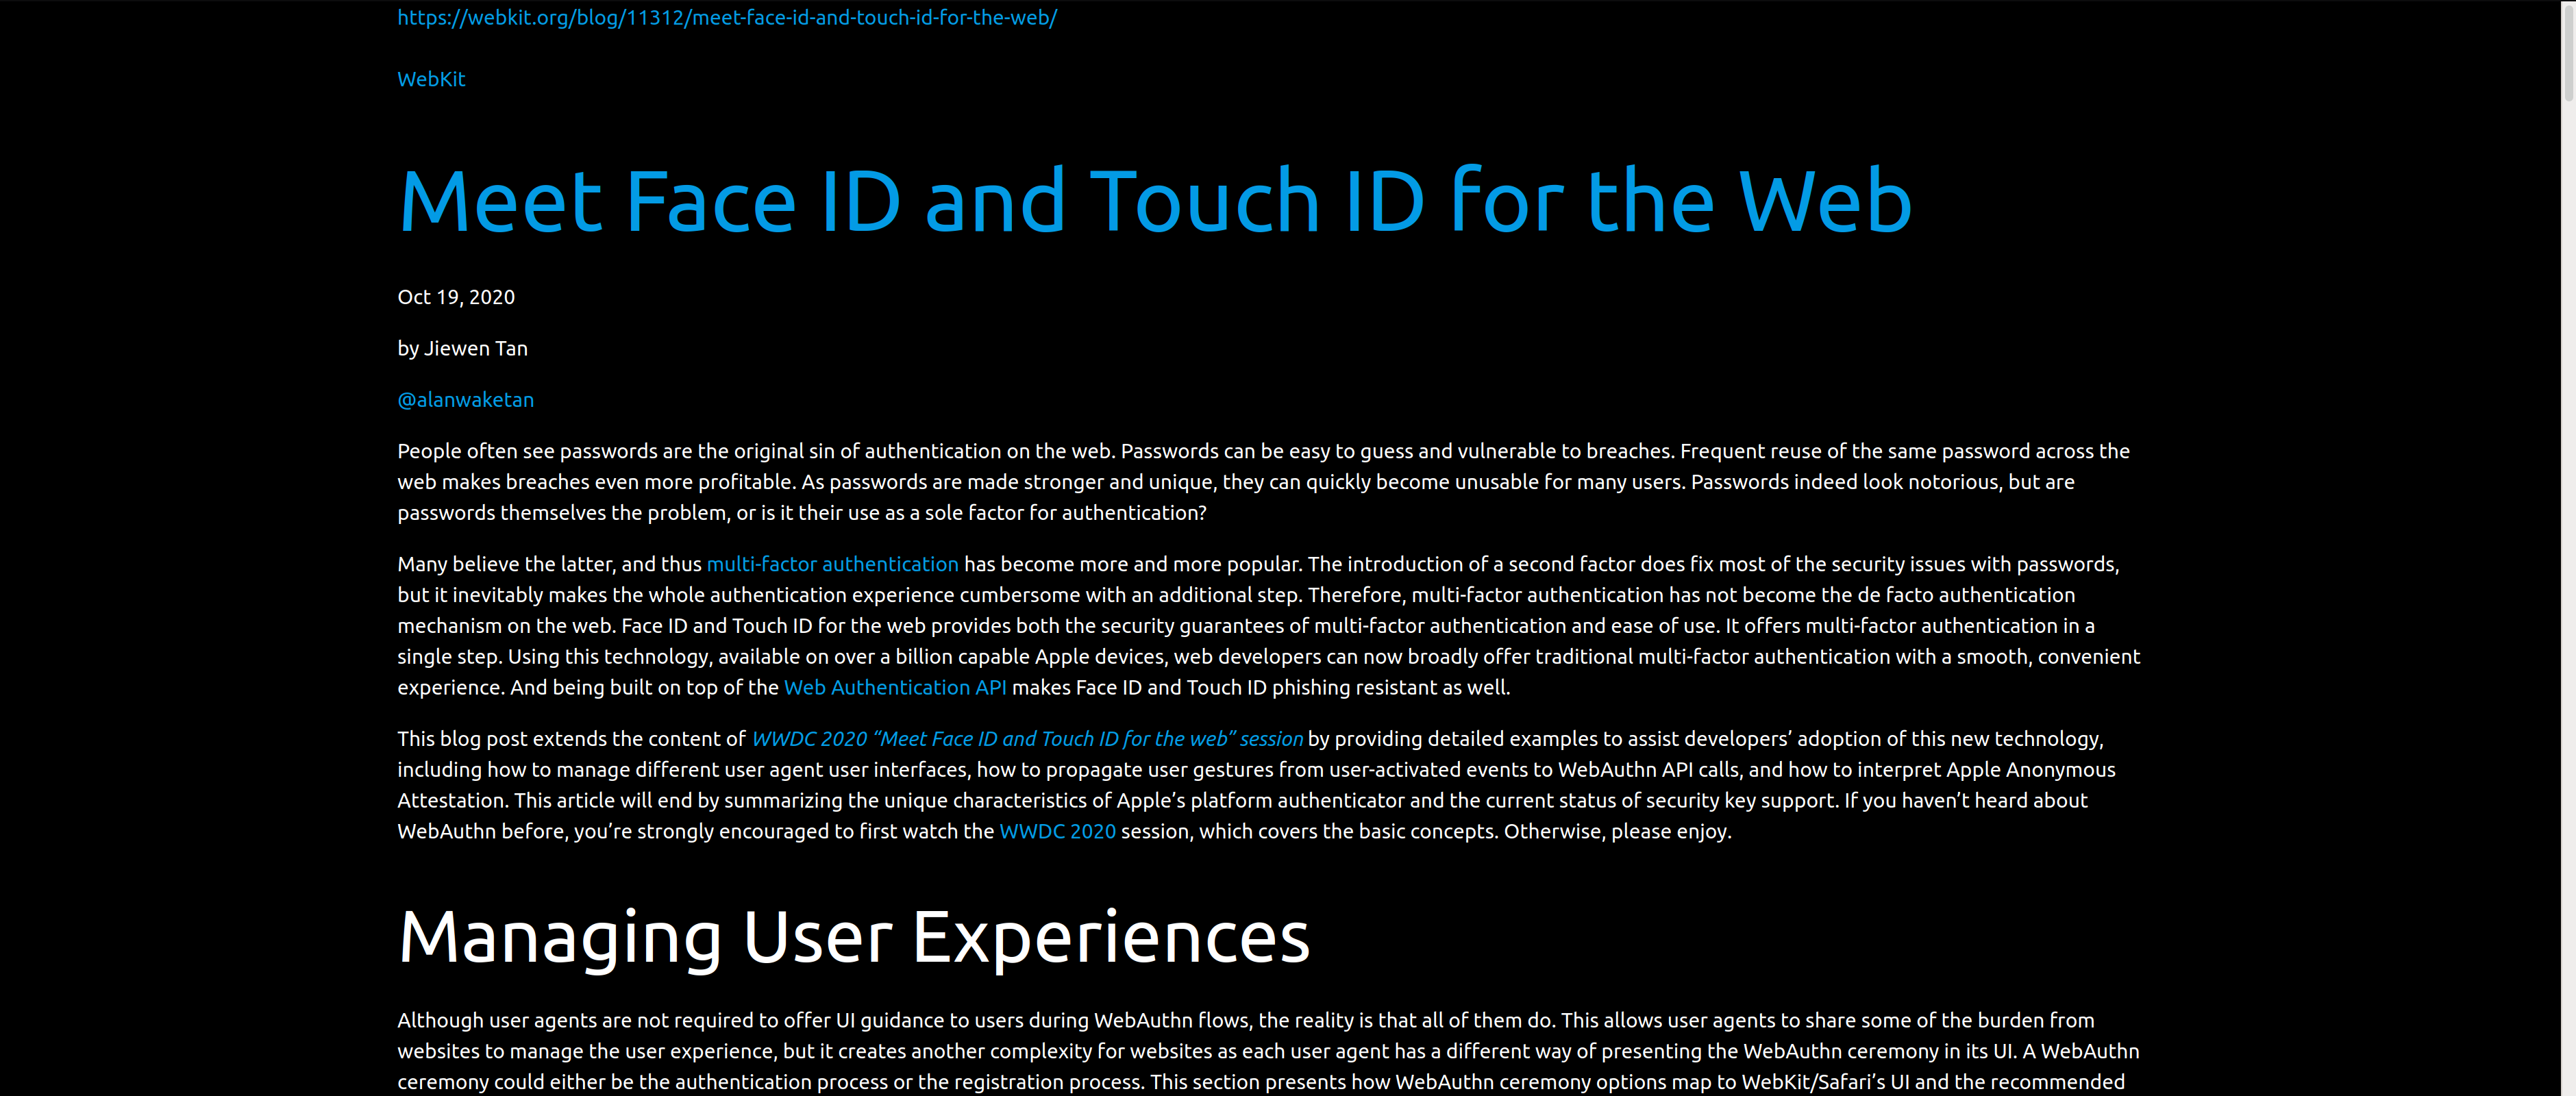 https://webkit.org/blog/11312/meet-face-id-and-touch-id-for-the-web/
WebKit
Meet Face ID and Touch ID for the Web
Oct 19, 2020
by Jiewen Tan
@alanwaketan
People often see passwords are the original sin of authentication on the web. Passwords can be easy to guess and vulnerable to breaches. Frequent reuse of the same password across the
web makes breaches even more profitable. As passwords are made stronger and unique, they can quickly become unusable for many users. Passwords indeed look notorious, but are
passwords themselves the problem, or is it their use as a sole factor for authentication?
Many believe the latter, and thus multi-factor authentication has become more and more popular. The introduction of a second factor does fix most of the security issues with passwords,
but it inevitably makes the whole authentication experience cumbersome with an additional step. Therefore, multi-factor authentication has not become the de facto authentication
mechanism on the web. Face ID and Touch ID for the web provides both the security guarantees of multi-factor authentication and ease of use. It offers multi-factor authentication in a
single step. Using this technology, available on over a billion capable Apple devices, web developers can now broadly offer traditional multi-factor authentication with a smooth, convenient
experience. And being built on top of the Web Authentication API makes Face ID and Touch ID phishing resistant as well.
This blog post extends the content of WWDC 2020 “Meet Face ID and Touch ID for the web” session by providing detailed examples to assist developers’ adoption of this new technology,
including how to manage different user agent user interfaces, how to propagate user gestures from user-activated events to WebAuthn API calls, and how to interpret Apple Anonymous
Attestation. This article will end by summarizing the unique characteristics of Apple’s platform authenticator and the current status of security key support. If you haven’t heard about
WebAuthn before, you’re strongly encouraged to first watch the WWDC 2020 session, which covers the basic concepts. Otherwise, please enjoy.
Managing User Experiences
Although user agents are not required to offer UI guidance to users during WebAuthn flows, the reality is that all of them do. This allows user agents to share some of the burden from
websites to manage the user experience, but it creates another complexity for websites as each user agent has a different way of presenting the WebAuthn ceremony in its UI. A WebAuthn
ceremony could either be the authentication process or the registration process. This section presents how WebAuthn ceremony options map to WebKit/Safari’s UI and the recommended